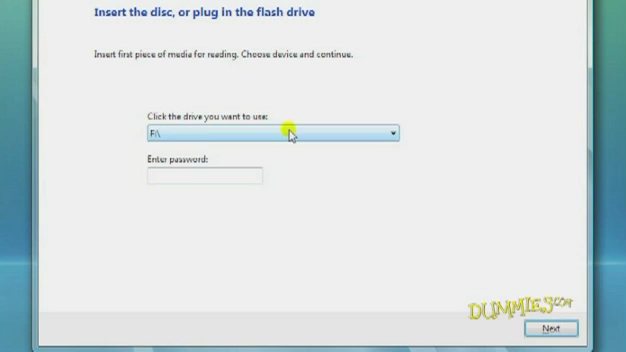 Insert the disc, or plug in the flash drive
Insert first piece of media for reading. Choose device and continue.
Click the drive you want to use:
F:\
Enter password:
DUMMIES.COM
Next